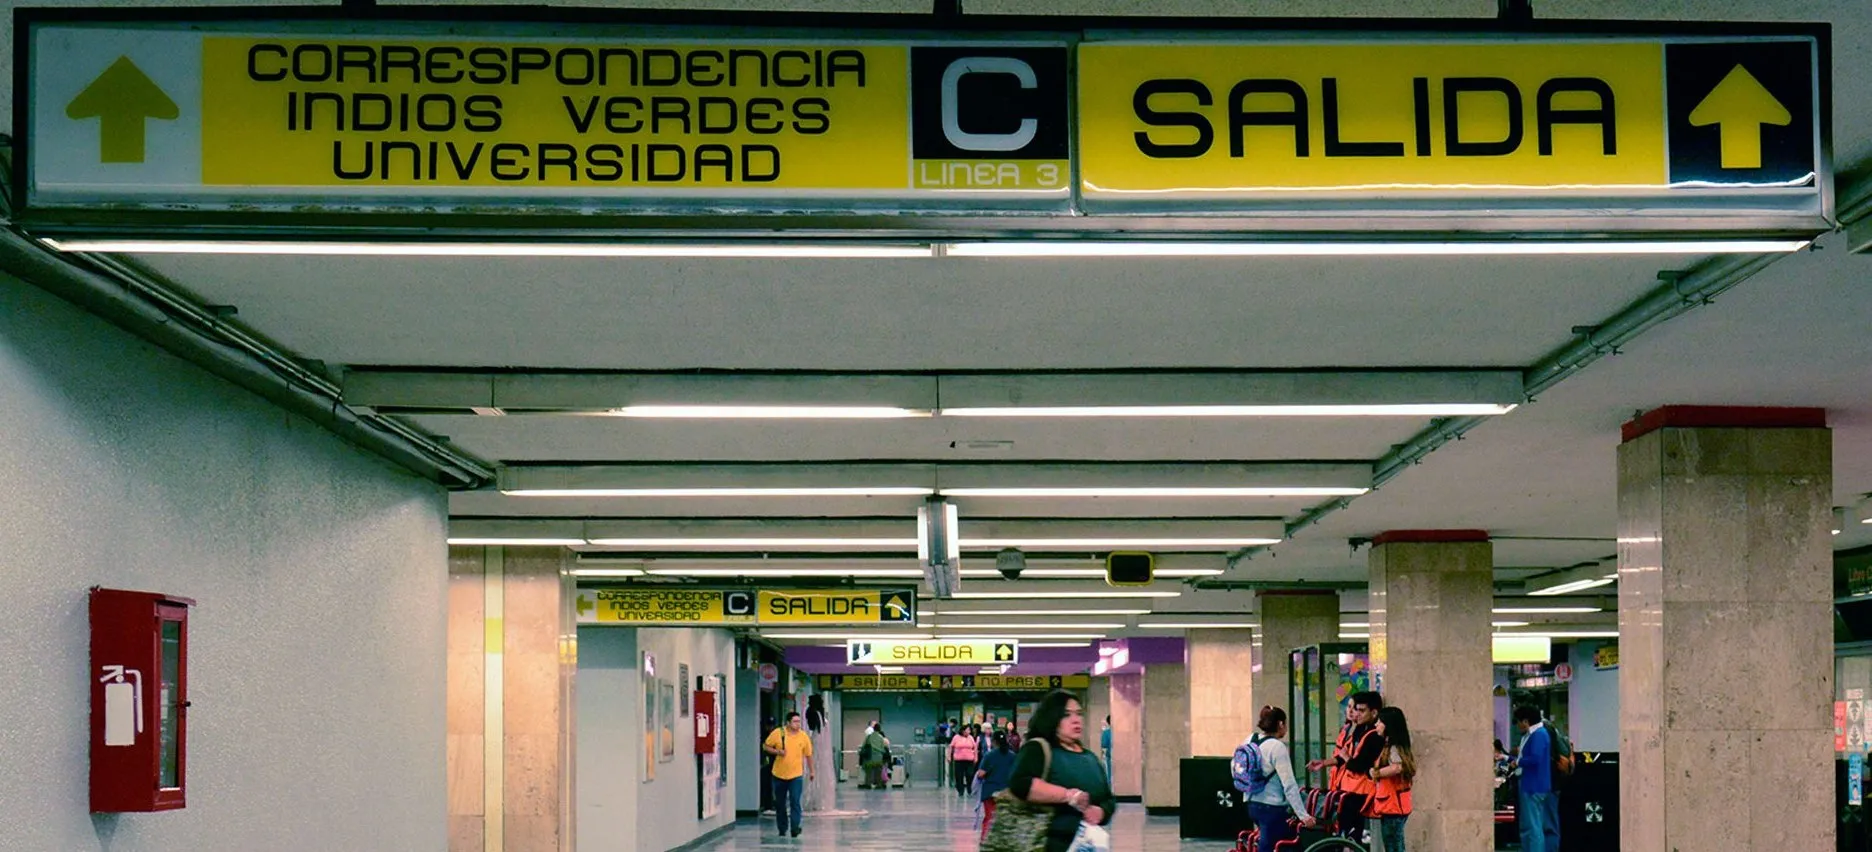 CORRESPONDENCIA
INDIOS VERDES
UNIVERSIDAD
C
LINEA 3
SALIDA
CORRESPONDENCIA
INDIOS VERDES
UNIVERSIDAD
C
SALIDA
SALIDA
SALIDA
NO PASE